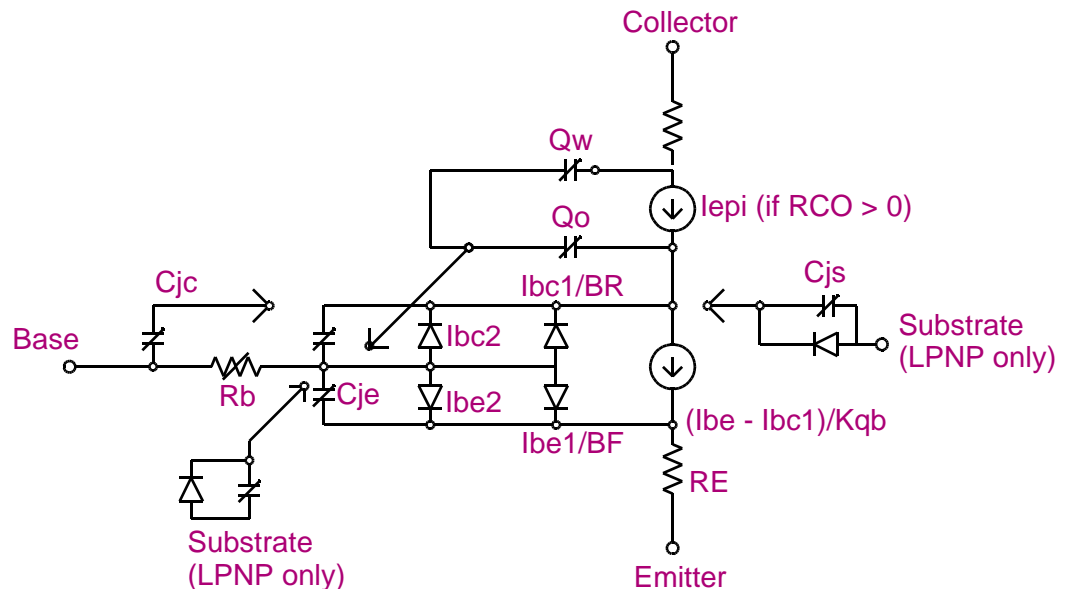 Collector
Qw
Iepi (if RCO > 0)
Qo
Cjc
Ibc1/BR
Cjs
Base
Ibc2
Substrate
(LPNP only)
Rb
Cje
Ibe2
(Ibe - Ibc1)/Kqb
Ibe1/BF
RE
Substrate
(LPNP only)
Emitter